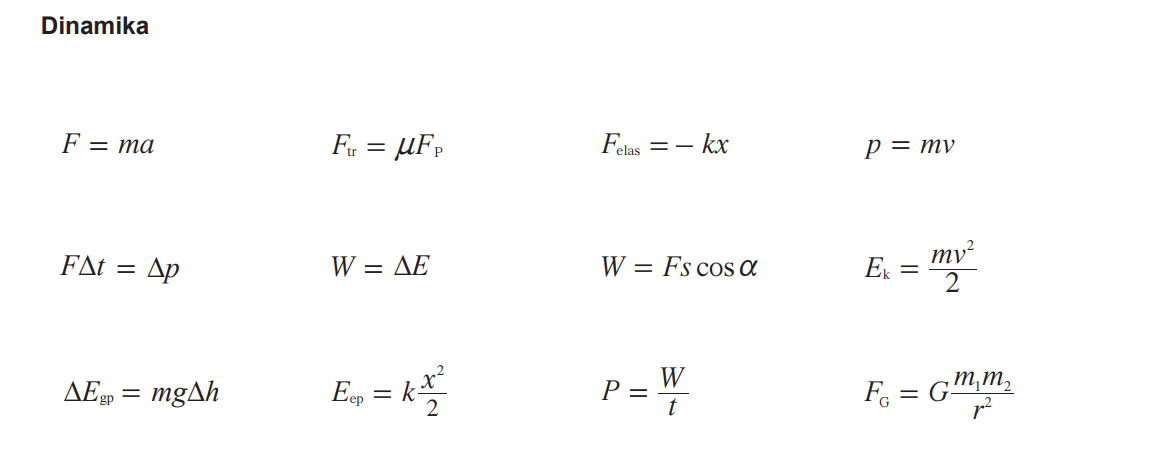 Dinamika
F = ma F_tr = μF_P F_elas = – kx p = mv
FΔt = Δp W = ΔE W = Fs cos α E_k = mv²/2
ΔE_gp = mgΔh E_ep = k x²/2 P = W/t F_G = G m₁m₂/r²